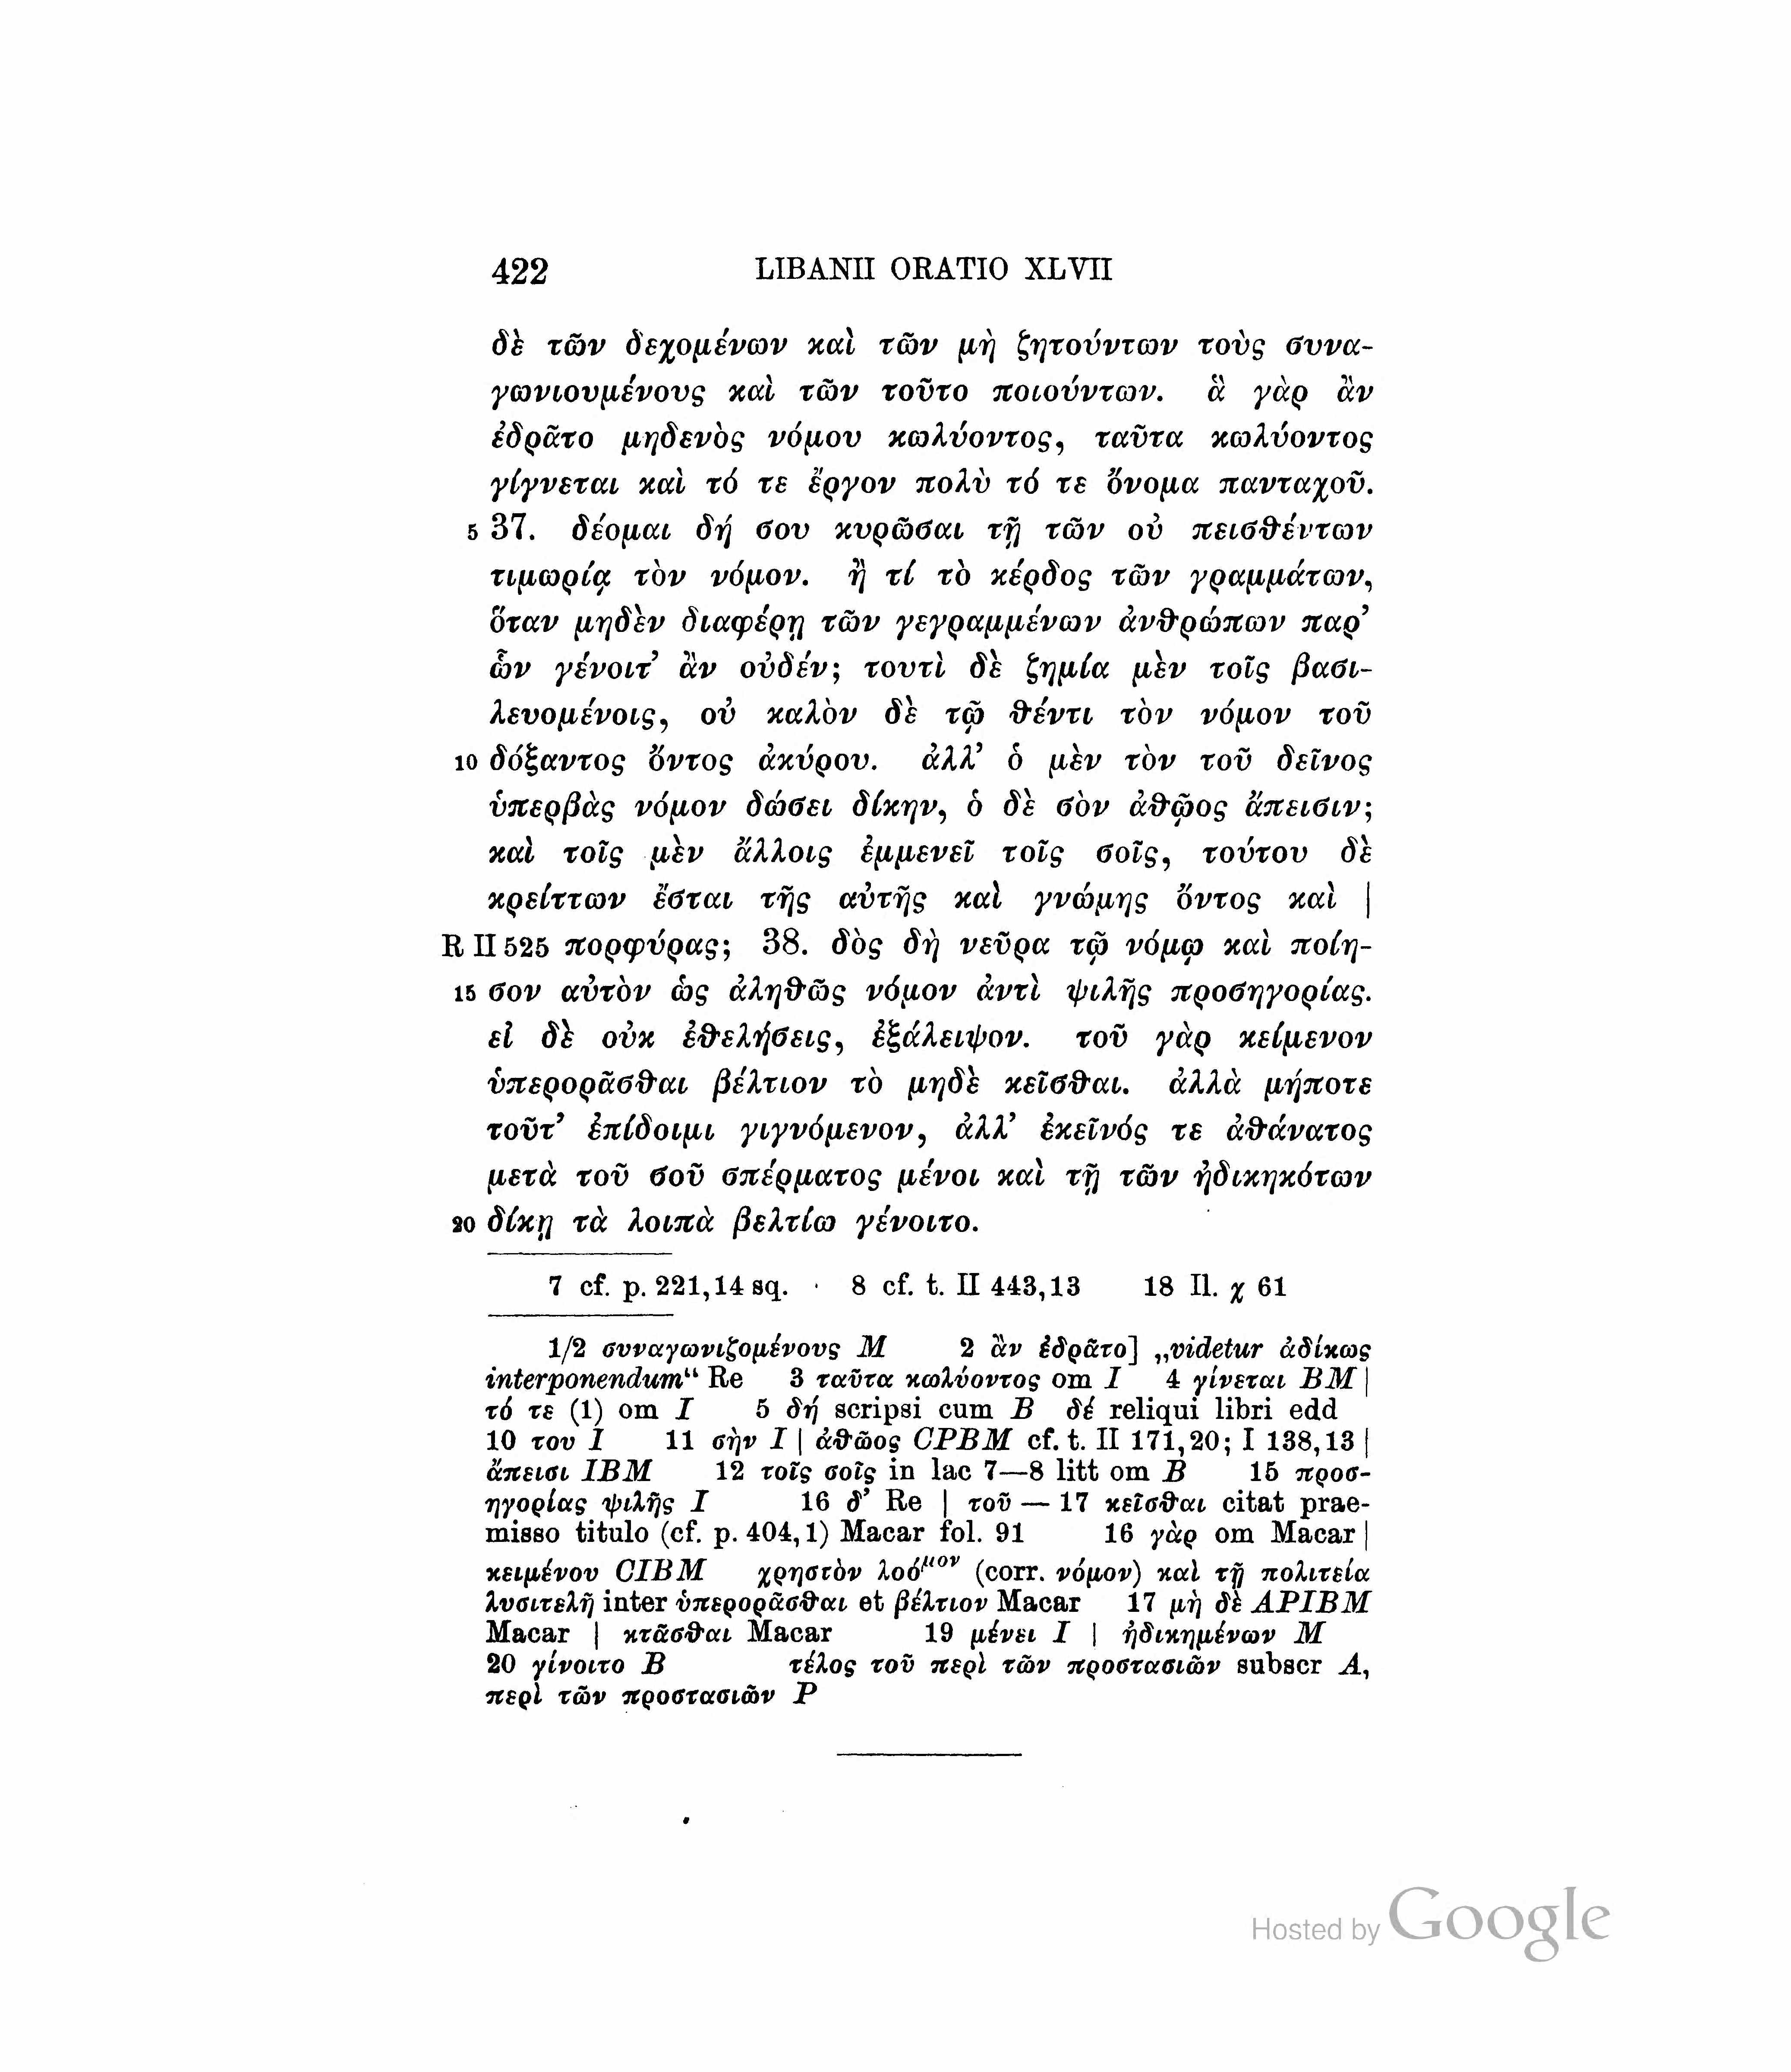 422 LIBANII ORATIO XLVII
δὲ τῶν δεχομένων καὶ τῶν μὴ ζητούντων τοὺς συνα-
γωνιουμένους καὶ τῶν τοῦτο ποιούντων. ἃ γὰρ ἂν
ἐδρᾶτο μηδενὸς νόμου κωλύοντος, ταῦτα κωλύοντος
γίγνεται καὶ τό τε ἔργον πολὺ τό τε ὄνομα πανταχοῦ.
5 37. δέομαι δή σου κυρῶσαι τῇ τῶν οὐ πεισθέντων
τιμωρίᾳ τὸν νόμον. ἢ τί τὸ κέρδος τῶν γραμμάτων,
ὅταν μηδὲν διαφέρῃ τῶν γεγραμμένων ἀνθρώπων παρ’
ὧν γένοιτ’ ἂν οὐδέν; τουτὶ δὲ ζημία μὲν τοῖς βασι-
λευομένοις, οὐ καλὸν δὲ τῷ θέντι τὸν νόμον τοῦ
10 δόξαντος ὄντος ἀκύρου. ἀλλ’ ὁ μὲν τὸν τοῦ δεῖνος
ὑπερβὰς νόμον δώσει δίκην, ὁ δὲ σὸν ἀθῷος ἄπεισιν;
καὶ τοῖς μὲν ἄλλοις ἐμμενεῖ τοῖς σοῖς, τούτου δὲ
κρείττων ἔσται τῆς αὐτῆς καὶ γνώμης ὄντος καὶ |
R II 525 πορφύρας; 38. δὸς δὴ νεῦρα τῷ νόμῳ καὶ ποίη-
15 σον αὐτὸν ὡς ἀληθῶς νόμον ἀντὶ ψιλῆς προσηγορίας.
εἰ δὲ οὐκ ἐθελήσεις, ἐξάλειψον. τοῦ γὰρ κείμενον
ὑπερορᾶσθαι βέλτιον τὸ μηδὲ κεῖσθαι. ἀλλὰ μήποτε
τοῦτ’ ἐπίδοιμι γιγνόμενον, ἀλλ’ ἐκεῖνός τε ἀθάνατος
μετὰ τοῦ σοῦ σπέρματος μένοι καὶ τῇ τῶν ἠδικηκότων
20 δίκῃ τὰ λοιπὰ βελτίω γένοιτο.
7 cf. p. 221,14 sq. 8 cf. t. II 443,13 18 Il. χ 61
1/2 συναγωνιζομένους M 2 ἂν ἐδρᾶτο] „videtur ἀδίκως
interponendum“ Re 3 ταῦτα κωλύοντος om I 4 γίνεται BM |
τό τε (1) om I 5 δή scripsi cum B δέ reliqui libri edd
10 του I 11 σὴν I | ἀθῶος CPBM cf. t. II 171,20; I 138,13 |
ἄπεισι IBM 12 τοῖς σοῖς in lac 7—8 litt om B 15 προσ-
ηγορίας ψιλῆς I 16 δ’ Re | τοῦ — 17 κεῖσθαι citat prae-
misso titulo (cf. p. 404,1) Macar fol. 91 16 γὰρ om Macar |
κειμένου CIBM χρηστὸν λοόμον (corr. νόμον) καὶ τῇ πολιτεία
λυσιτελῆ inter ὑπερορᾶσθαι et βέλτιον Macar 17 μὴ δὲ APIBM
Macar | κτᾶσθαι Macar 19 μένει I | ἠδικημένων M
20 γίνοιτο B τέλος τοῦ περὶ τῶν προστασιῶν subscr A,
περὶ τῶν προστασιῶν P
Hosted by Google